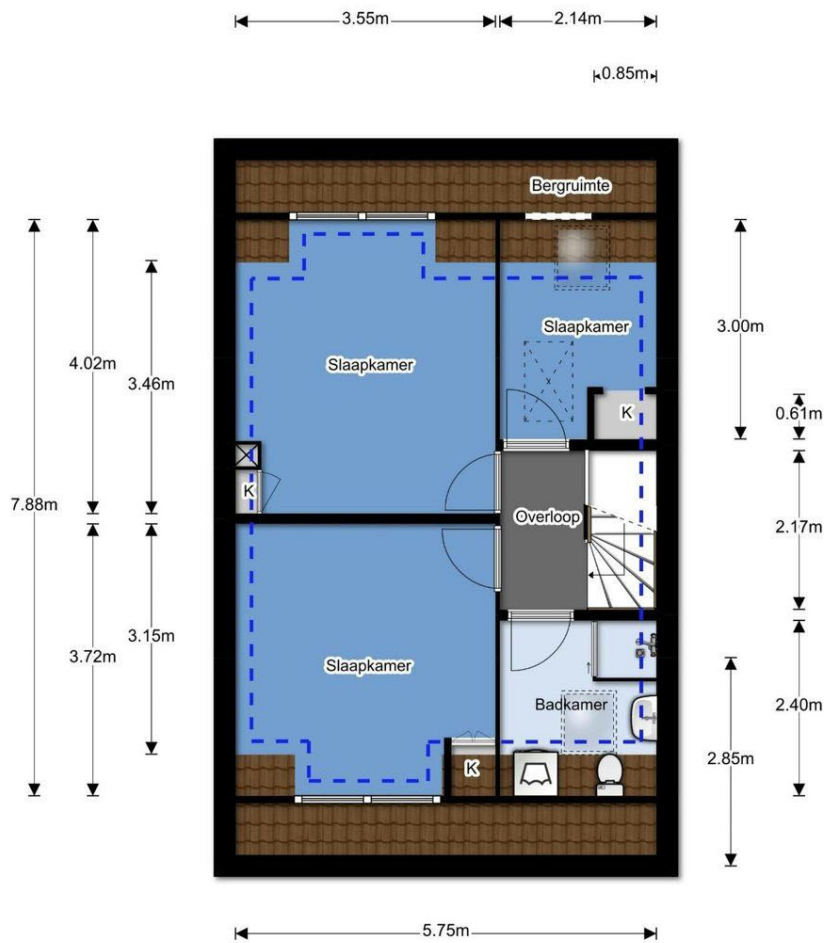 3.55m
2.14m
0.85m
Bergruimte
Slaapkamer
3.00m
4.02m
Slaapkamer
3.46m
K
0.61m
K
7.88m
Overloop
2.17m
3.15m
3.72m
Slaapkamer
Badkamer
2.40m
2.85m
K
5.75m